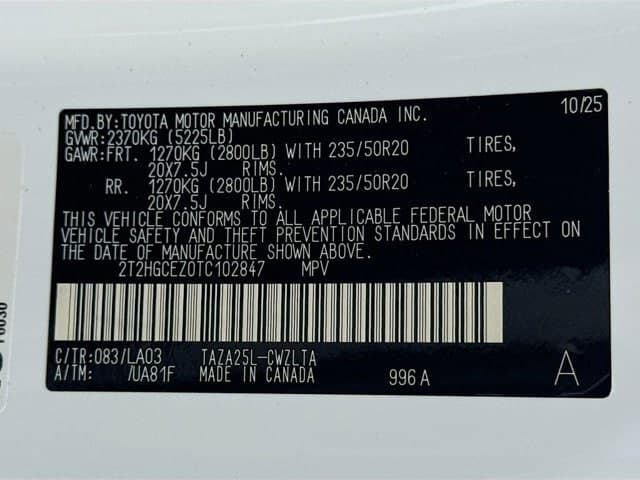 MFD.BY:TOYOTA MOTOR MANUFACTURING CANADA INC. 10/25
GVWR:2370KG (5225LB)
GAWR:FRT. 1270KG (2800LB) WITH 235/50R20 TIRES,
20X7.5J RIMS.
RR. 1270KG (2800LB) WITH 235/50R20 TIRES,
20X7.5J RIMS.
THIS VEHICLE CONFORMS TO ALL APPLICABLE FEDERAL MOTOR
VEHICLE SAFETY AND THEFT PREVENTION STANDARDS IN EFFECT ON
THE DATE OF MANUFACTURE SHOWN ABOVE.
2T2HGCEZ0TC102847 MPV
C/TR:083/LA03 TAZA25L-CWZLTA
A/TM: /UA81F MADE IN CANADA 996A A